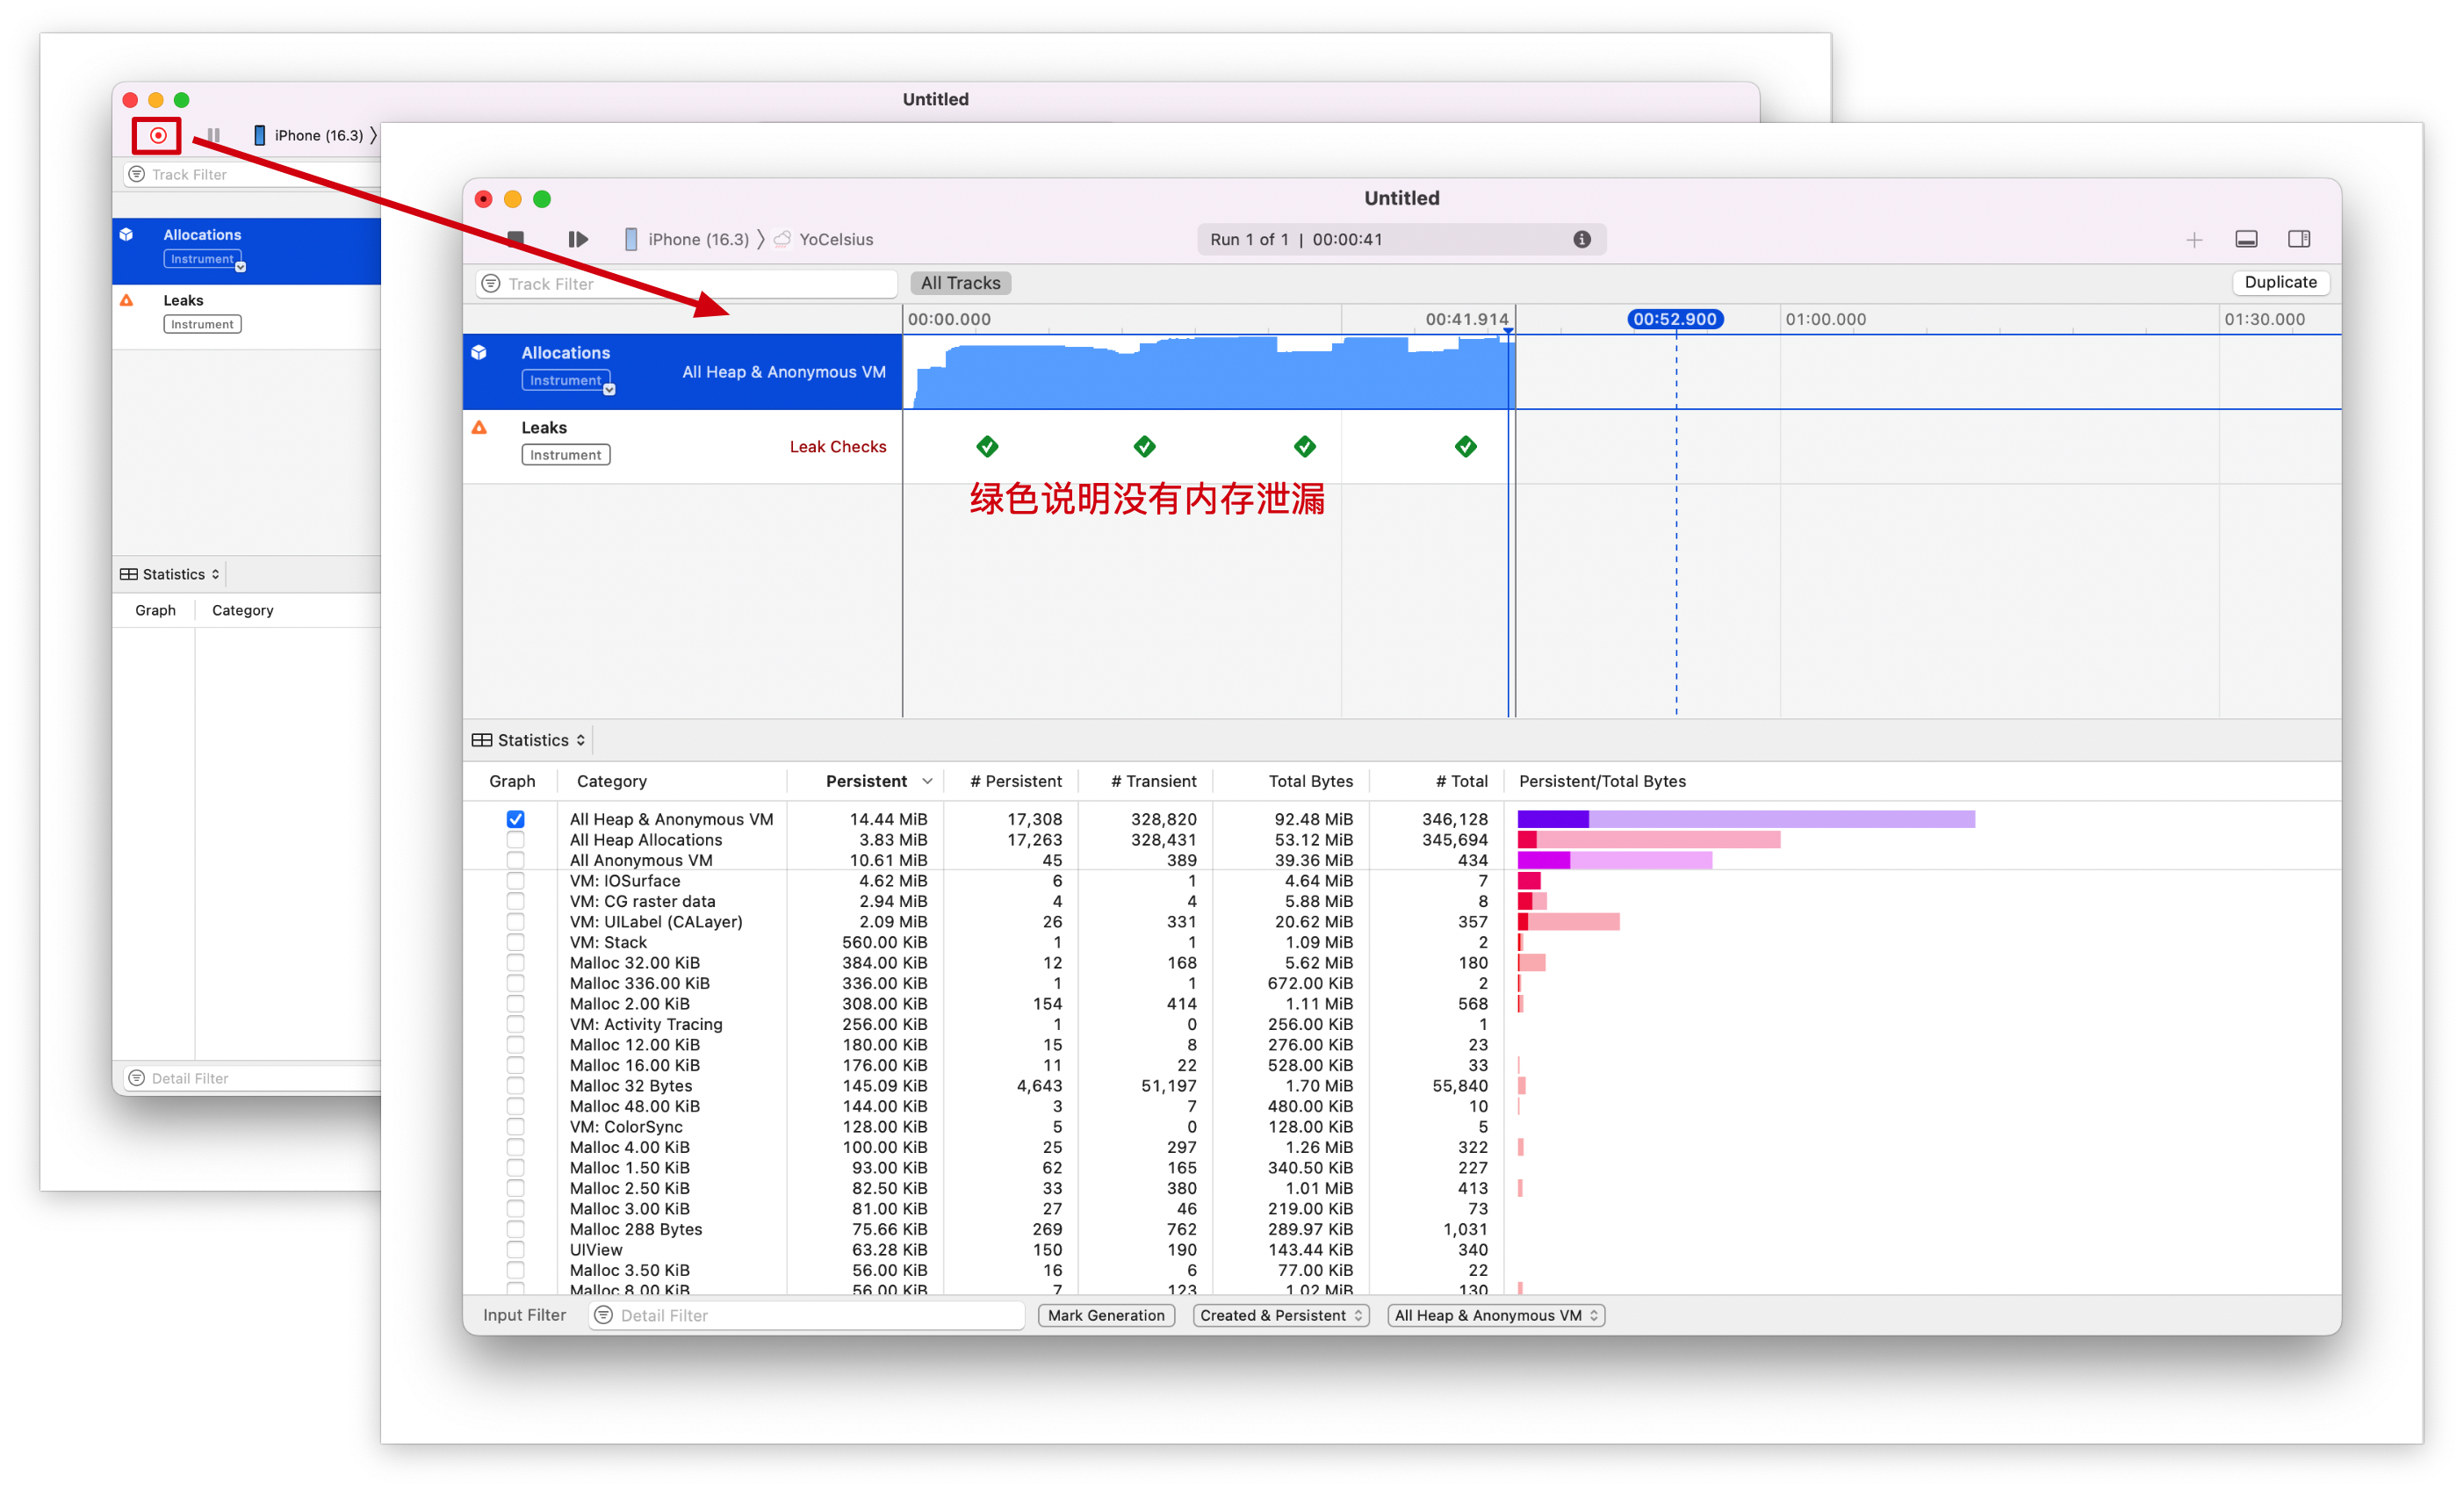 Untitled
iPhone (16.3)
Track Filter
Allocations
Instrument
Leaks
Instrument
Statistics
Graph Category
Detail Filter
Untitled
iPhone (16.3) YoCelsius Run 1 of 1 | 00:00:41
Track Filter All Tracks Duplicate
00:00.000 00:41.914 00:52.900 01:00.000 01:30.000
Allocations
Instrument All Heap & Anonymous VM
Leaks
Instrument Leak Checks
绿色说明没有内存泄漏
Statistics
Graph Category Persistent # Persistent # Transient Total Bytes # Total Persistent/Total Bytes
All Heap & Anonymous VM 14.44 MiB 17,308 328,820 92.48 MiB 346,128
All Heap Allocations 3.83 MiB 17,263 328,431 53.12 MiB 345,694
All Anonymous VM 10.61 MiB 45 389 39.36 MiB 434
VM: IOSurface 4.62 MiB 6 1 4.64 MiB 7
VM: CG raster data 2.94 MiB 4 4 5.88 MiB 8
VM: UILabel (CALayer) 2.09 MiB 26 331 20.62 MiB 357
VM: Stack 560.00 KiB 1 1 1.09 MiB 2
Malloc 32.00 KiB 384.00 KiB 12 168 5.62 MiB 180
Malloc 336.00 KiB 336.00 KiB 1 1 672.00 KiB 2
Malloc 2.00 KiB 308.00 KiB 154 414 1.11 MiB 568
VM: Activity Tracing 256.00 KiB 1 0 256.00 KiB 1
Malloc 12.00 KiB 180.00 KiB 15 8 276.00 KiB 23
Malloc 16.00 KiB 176.00 KiB 11 22 528.00 KiB 33
Malloc 32 Bytes 145.09 KiB 4,643 51,197 1.70 MiB 55,840
Malloc 48.00 KiB 144.00 KiB 3 7 480.00 KiB 10
VM: ColorSync 128.00 KiB 5 0 128.00 KiB 5
Malloc 4.00 KiB 100.00 KiB 25 297 1.26 MiB 322
Malloc 1.50 KiB 93.00 KiB 62 165 340.50 KiB 227
Malloc 2.50 KiB 82.50 KiB 33 380 1.01 MiB 413
Malloc 3.00 KiB 81.00 KiB 27 46 219.00 KiB 73
Malloc 288 Bytes 75.66 KiB 269 762 289.97 KiB 1,031
UIView 63.28 KiB 150 190 143.44 KiB 340
Malloc 3.50 KiB 56.00 KiB 16 6 77.00 KiB 22
Malloc 8.00 KiB 56.00 KiB 7 123 1.02 MiB 130
Input Filter Detail Filter Mark Generation Created & Persistent All Heap & Anonymous VM